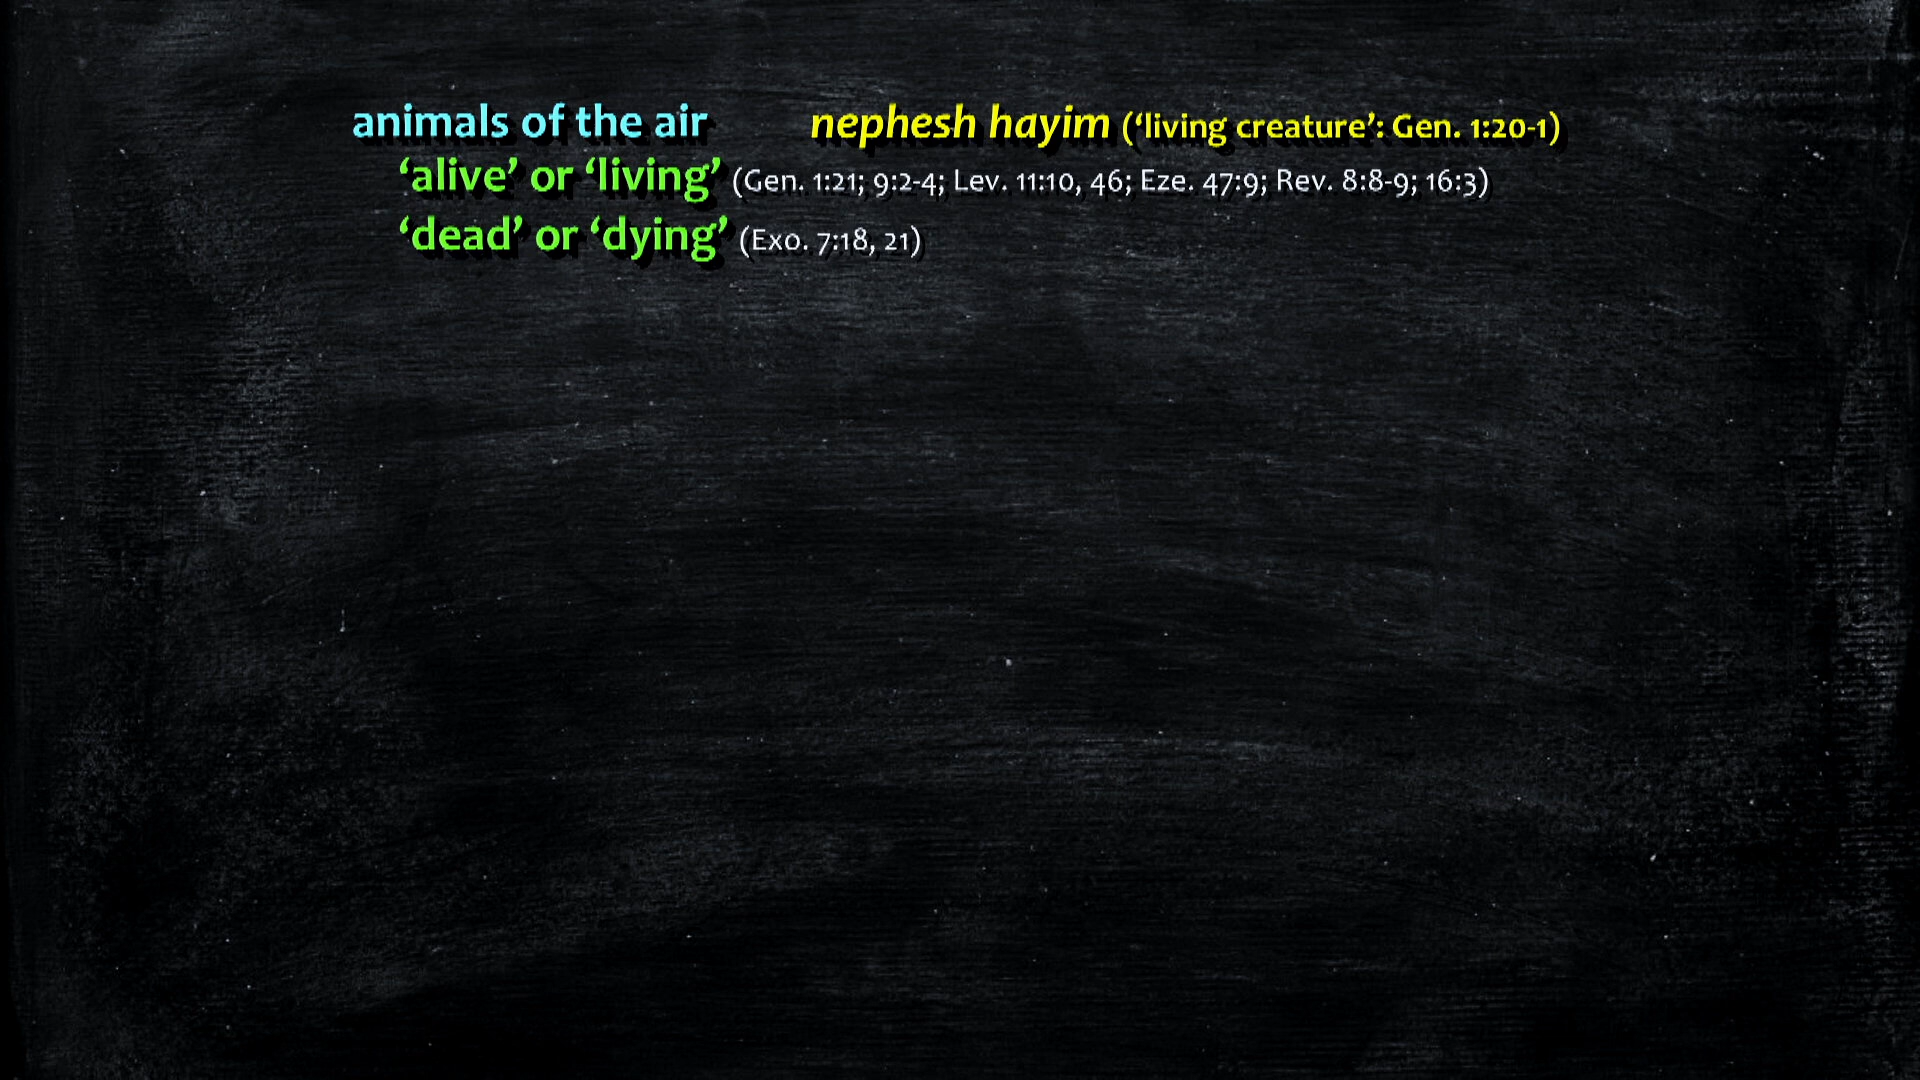 animals of the air nephesh hayim (‘living creature’: Gen. 1:20-1)
‘alive’ or ‘living’ (Gen. 1:21; 9:2-4; Lev. 11:10, 46; Eze. 47:9; Rev. 8:8-9; 16:3)
‘dead’ or ‘dying’ (Exo. 7:18, 21)